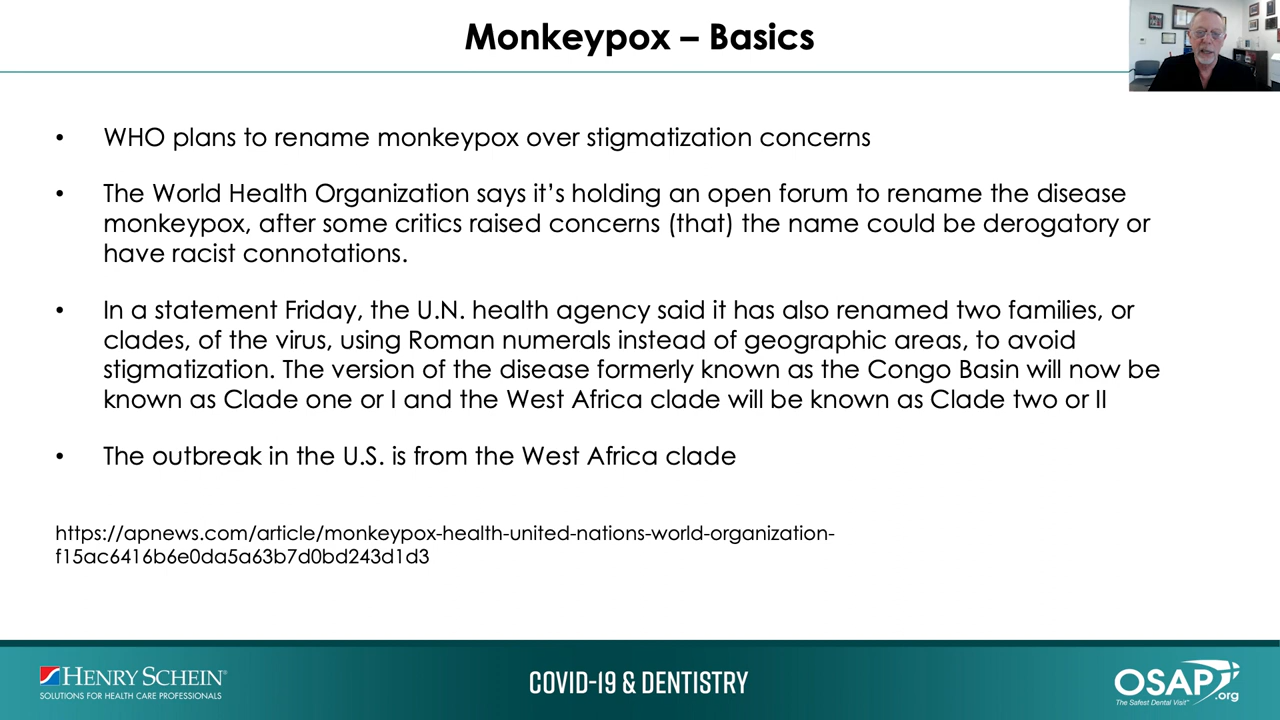 Monkeypox – Basics
• WHO plans to rename monkeypox over stigmatization concerns
• The World Health Organization says it’s holding an open forum to rename the disease
monkeypox, after some critics raised concerns (that) the name could be derogatory or
have racist connotations.
• In a statement Friday, the U.N. health agency said it has also renamed two families, or
clades, of the virus, using Roman numerals instead of geographic areas, to avoid
stigmatization. The version of the disease formerly known as the Congo Basin will now be
known as Clade one or I and the West Africa clade will be known as Clade two or II
• The outbreak in the U.S. is from the West Africa clade
https://apnews.com/article/monkeypox-health-united-nations-world-organization-
f15ac6416b6e0da5a63b7d0bd243d1d3
HENRY SCHEIN®
SOLUTIONS FOR HEALTH CARE PROFESSIONALS
COVID-19 & DENTISTRY
OSAP.org
The Safest Dental Visit™